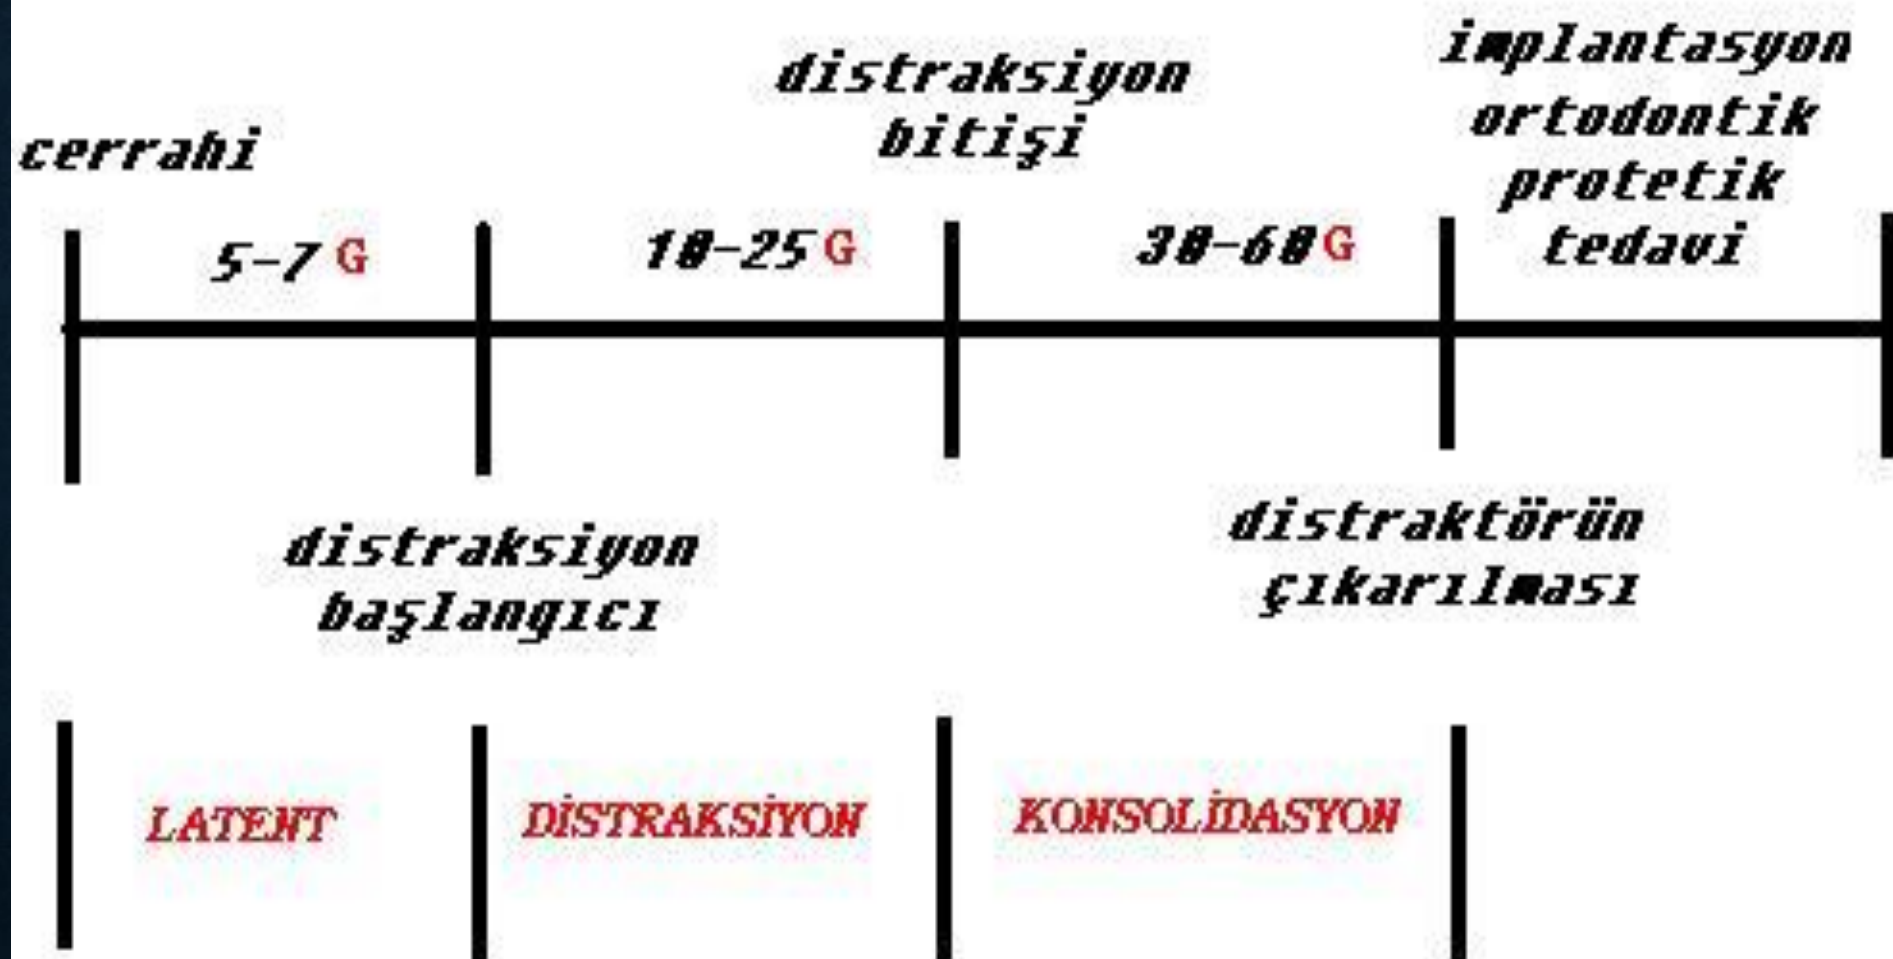 cerrahi
distraksiyon
bitişi
implantasyon
ortodontik
protetik
tedavi
5-7 G
10-25 G
30-60 G
distraksiyon
başlangıcı
distraktörün
çıkarılması
LATENT
DİSTRAKSİYON
KONSOLİDASYON